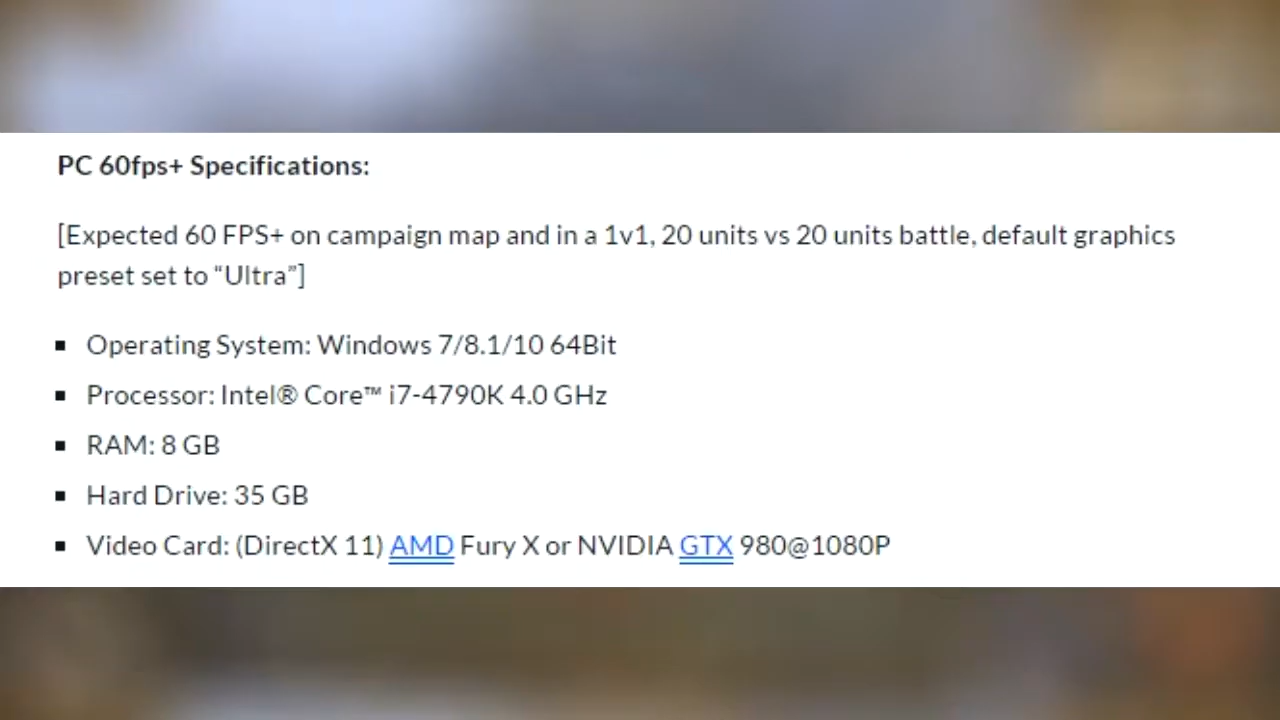 PC 60fps+ Specifications:
[Expected 60 FPS+ on campaign map and in a 1v1, 20 units vs 20 units battle, default graphics
preset set to “Ultra”]
▪ Operating System: Windows 7/8.1/10 64Bit
▪ Processor: Intel® Core™ i7-4790K 4.0 GHz
▪ RAM: 8 GB
▪ Hard Drive: 35 GB
▪ Video Card: (DirectX 11) AMD Fury X or NVIDIA GTX 980@1080P